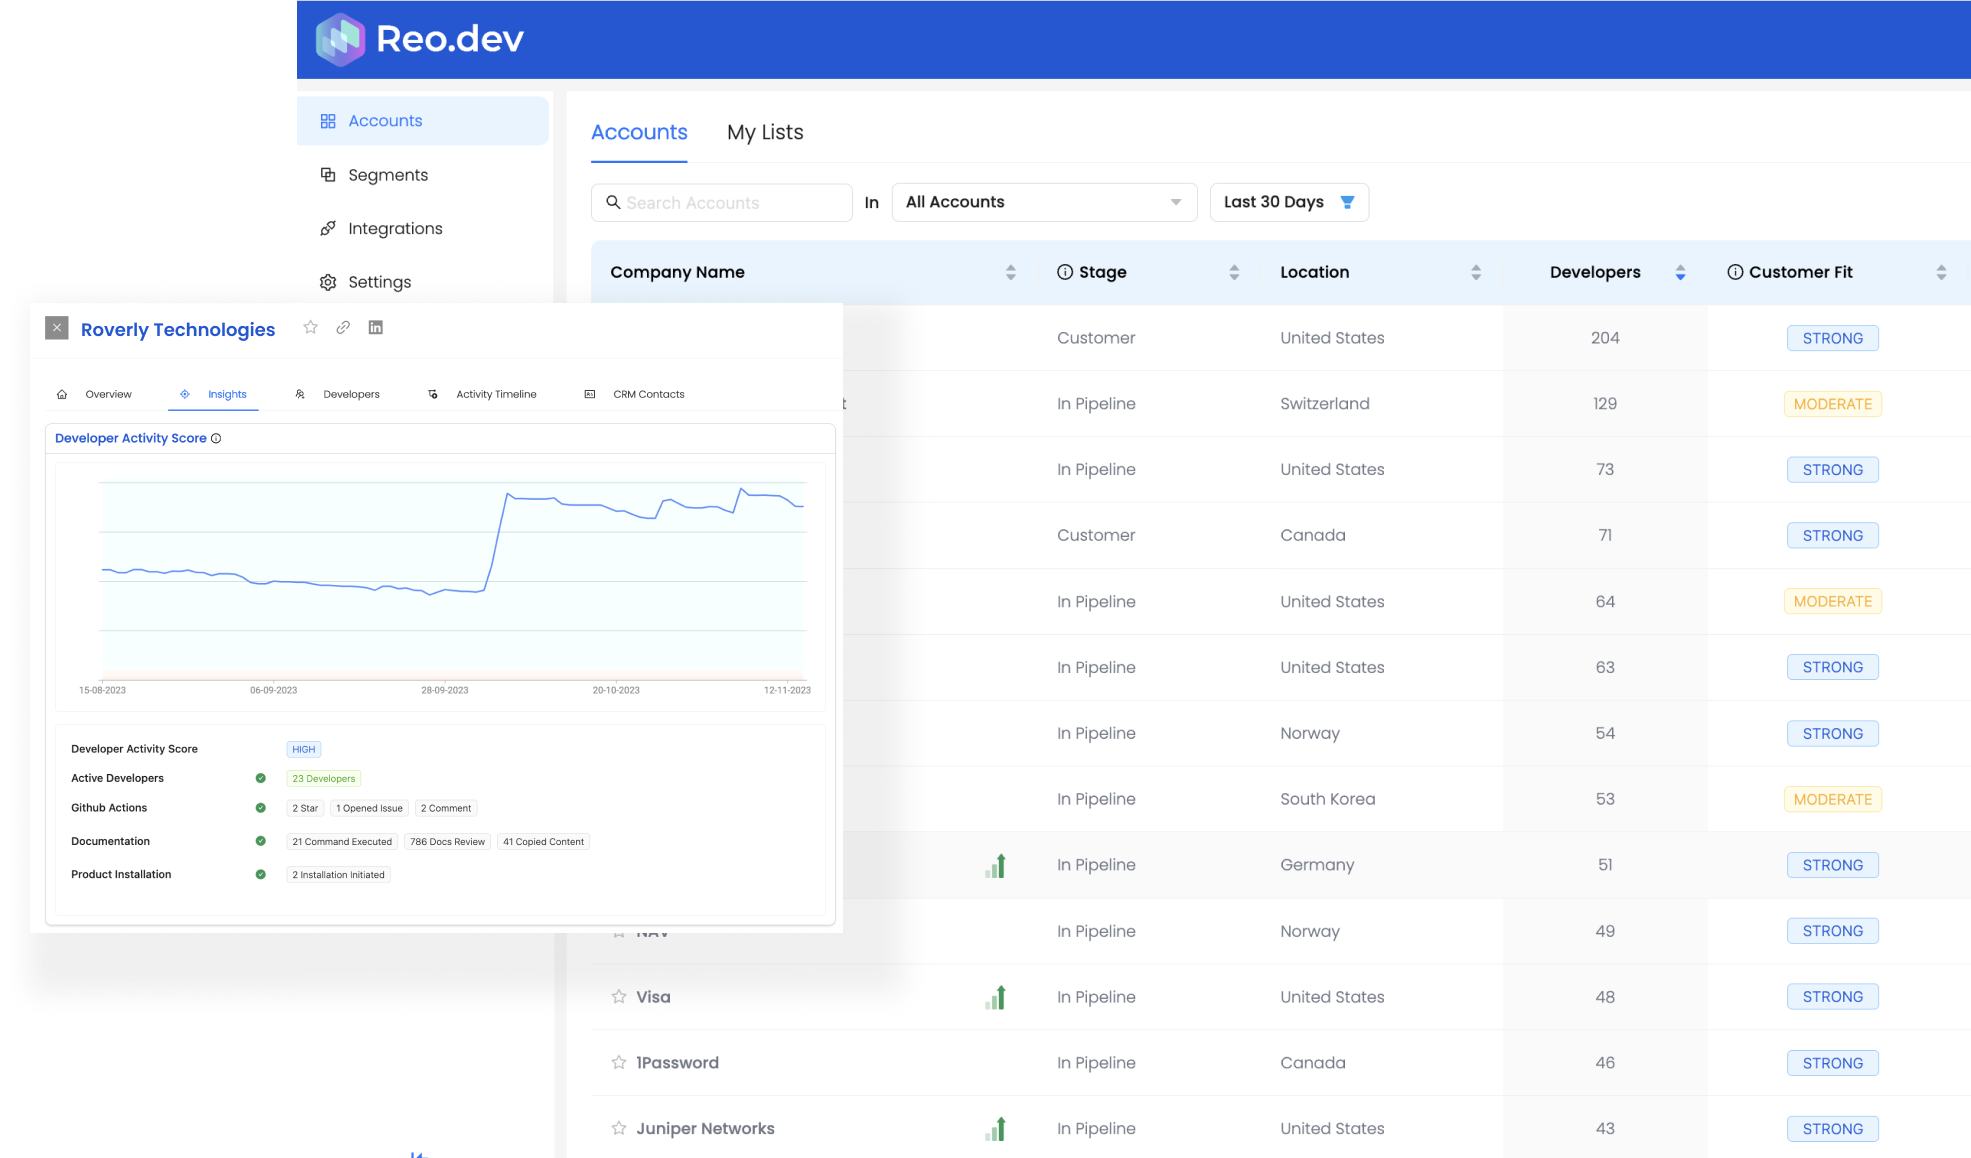 Reo.dev
Accounts
Segments
Integrations
Settings
Accounts My Lists
Search Accounts In All Accounts Last 30 Days
Company Name Stage Location Developers Customer Fit
Customer United States 204 STRONG
In Pipeline Switzerland 129 MODERATE
In Pipeline United States 73 STRONG
Customer Canada 71 STRONG
In Pipeline United States 64 MODERATE
In Pipeline United States 63 STRONG
In Pipeline Norway 54 STRONG
In Pipeline South Korea 53 MODERATE
In Pipeline Germany 51 STRONG
NAV In Pipeline Norway 49 STRONG
Visa In Pipeline United States 48 STRONG
1Password In Pipeline Canada 46 STRONG
Juniper Networks In Pipeline United States 43 STRONG
Roverly Technologies
Overview Insights Developers Activity Timeline CRM Contacts
Developer Activity Score
15-08-2023 06-09-2023 28-09-2023 20-10-2023 12-11-2023
Developer Activity Score HIGH
Active Developers 23 Developers
Github Actions 2 Star 1 Opened Issue 2 Comment
Documentation 21 Command Executed 786 Docs Review 41 Copied Content
Product Installation 2 Installation Initiated